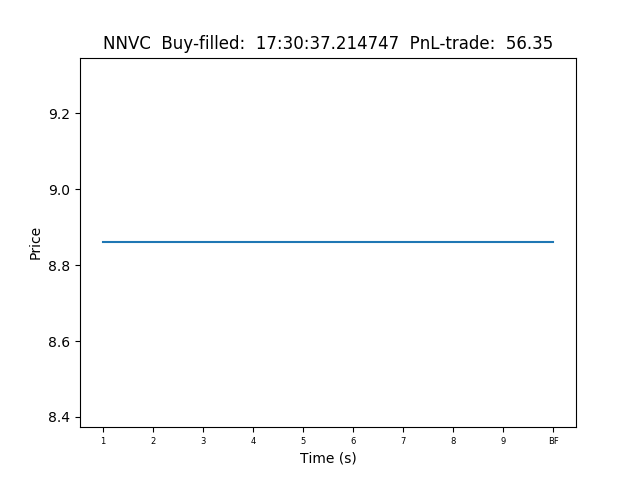 NNVC  Buy-filled:  17:30:37.214747  PnL-trade:  56.35
9.2
9.0
8.8
8.6
8.4
Price
1 2 3 4 5 6 7 8 9 BF
Time (s)